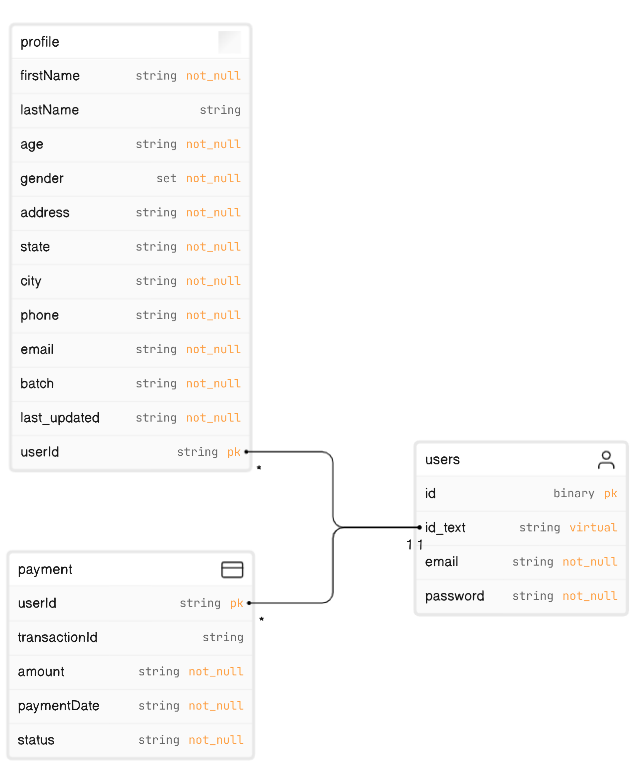 profile
firstName string not_null
lastName string
age string not_null
gender set not_null
address string not_null
state string not_null
city string not_null
phone string not_null
email string not_null
batch string not_null
last_updated string not_null
userId string pk
*
users
id binary pk
id_text string virtual
1 1
email string not_null
password string not_null
payment
userId string pk
*
transactionId string
amount string not_null
paymentDate string not_null
status string not_null